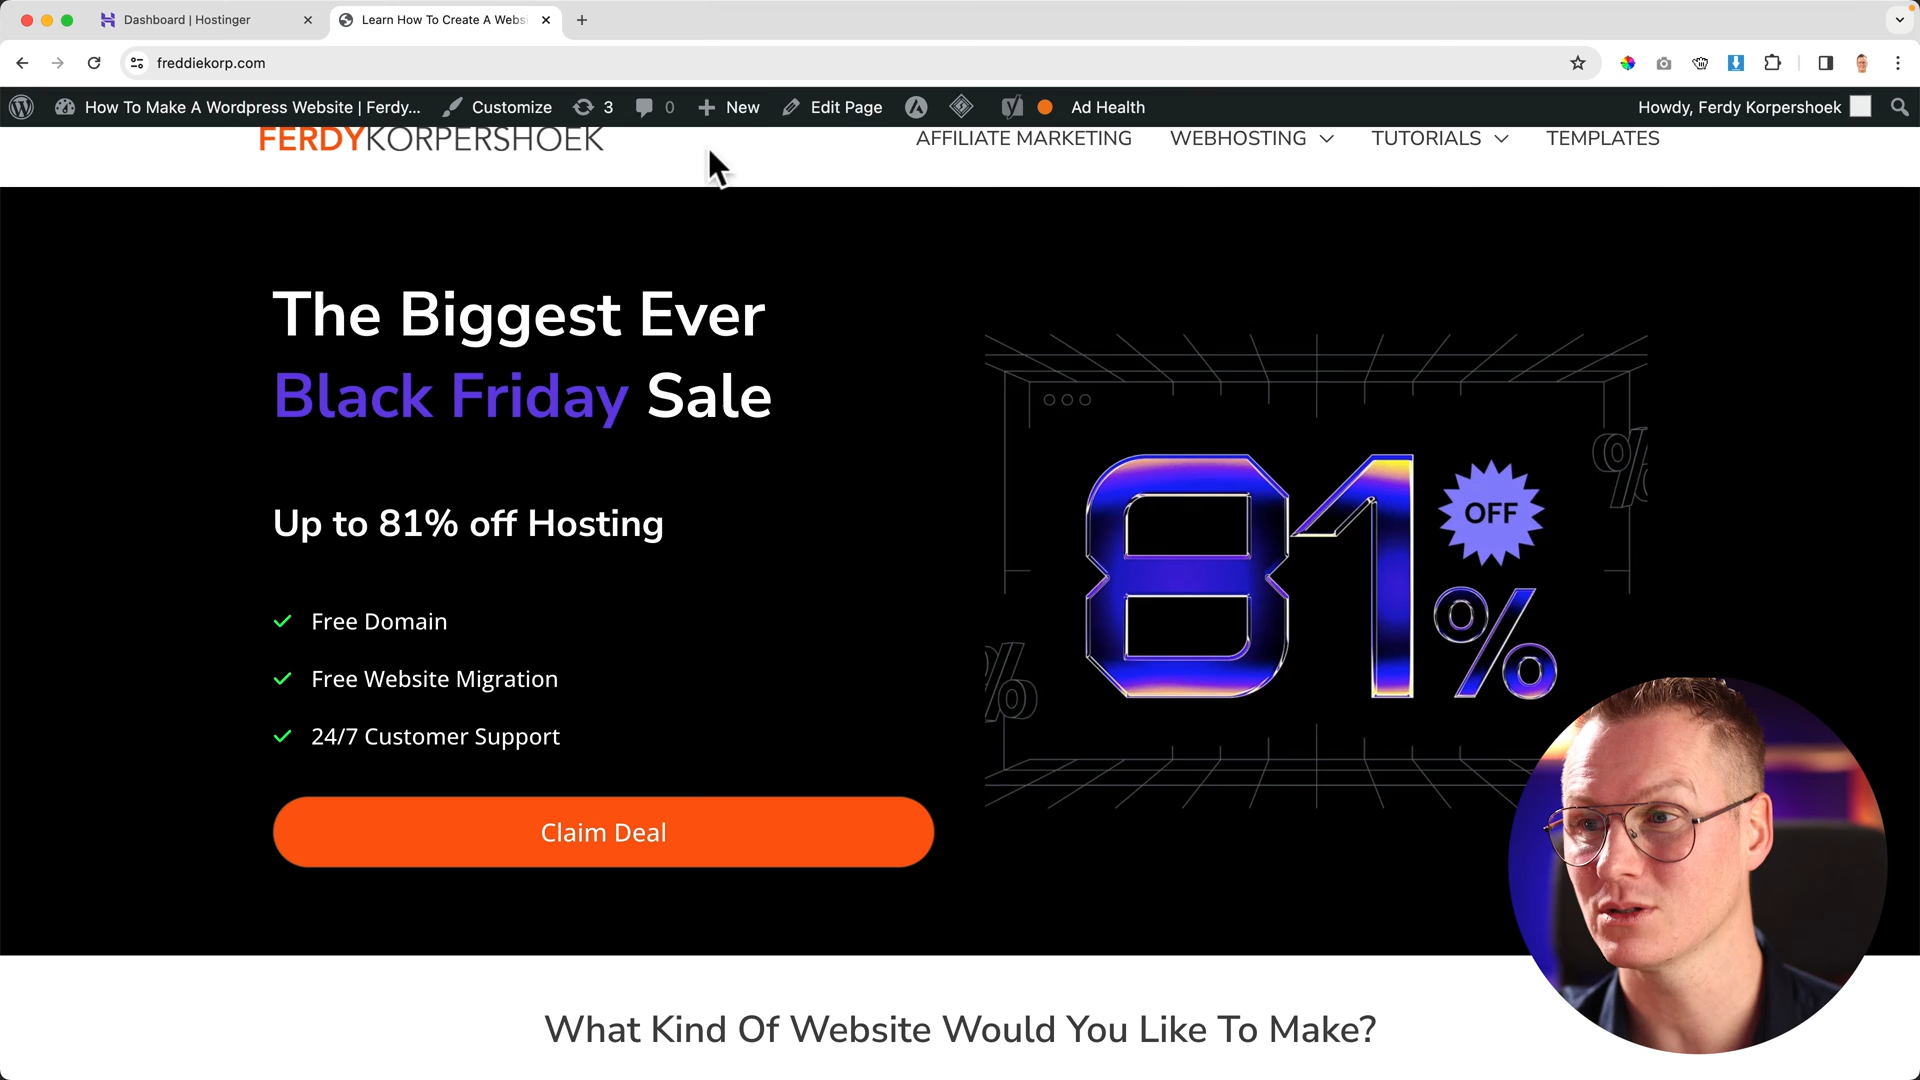 Dashboard | Hostinger
Learn How To Create A Websi
freddiekorp.com
How To Make A Wordpress Website | Ferdy...
Customize
3
0
New
Edit Page
Ad Health
Howdy, Ferdy Korpershoek
FERDYKORPERSHOEK
AFFILIATE MARKETING
WEBHOSTING
TUTORIALS
TEMPLATES
The Biggest Ever
Black Friday Sale
Up to 81% off Hosting
Free Domain
Free Website Migration
24/7 Customer Support
Claim Deal
81%
OFF
%
%
What Kind Of Website Would You Like To Make?